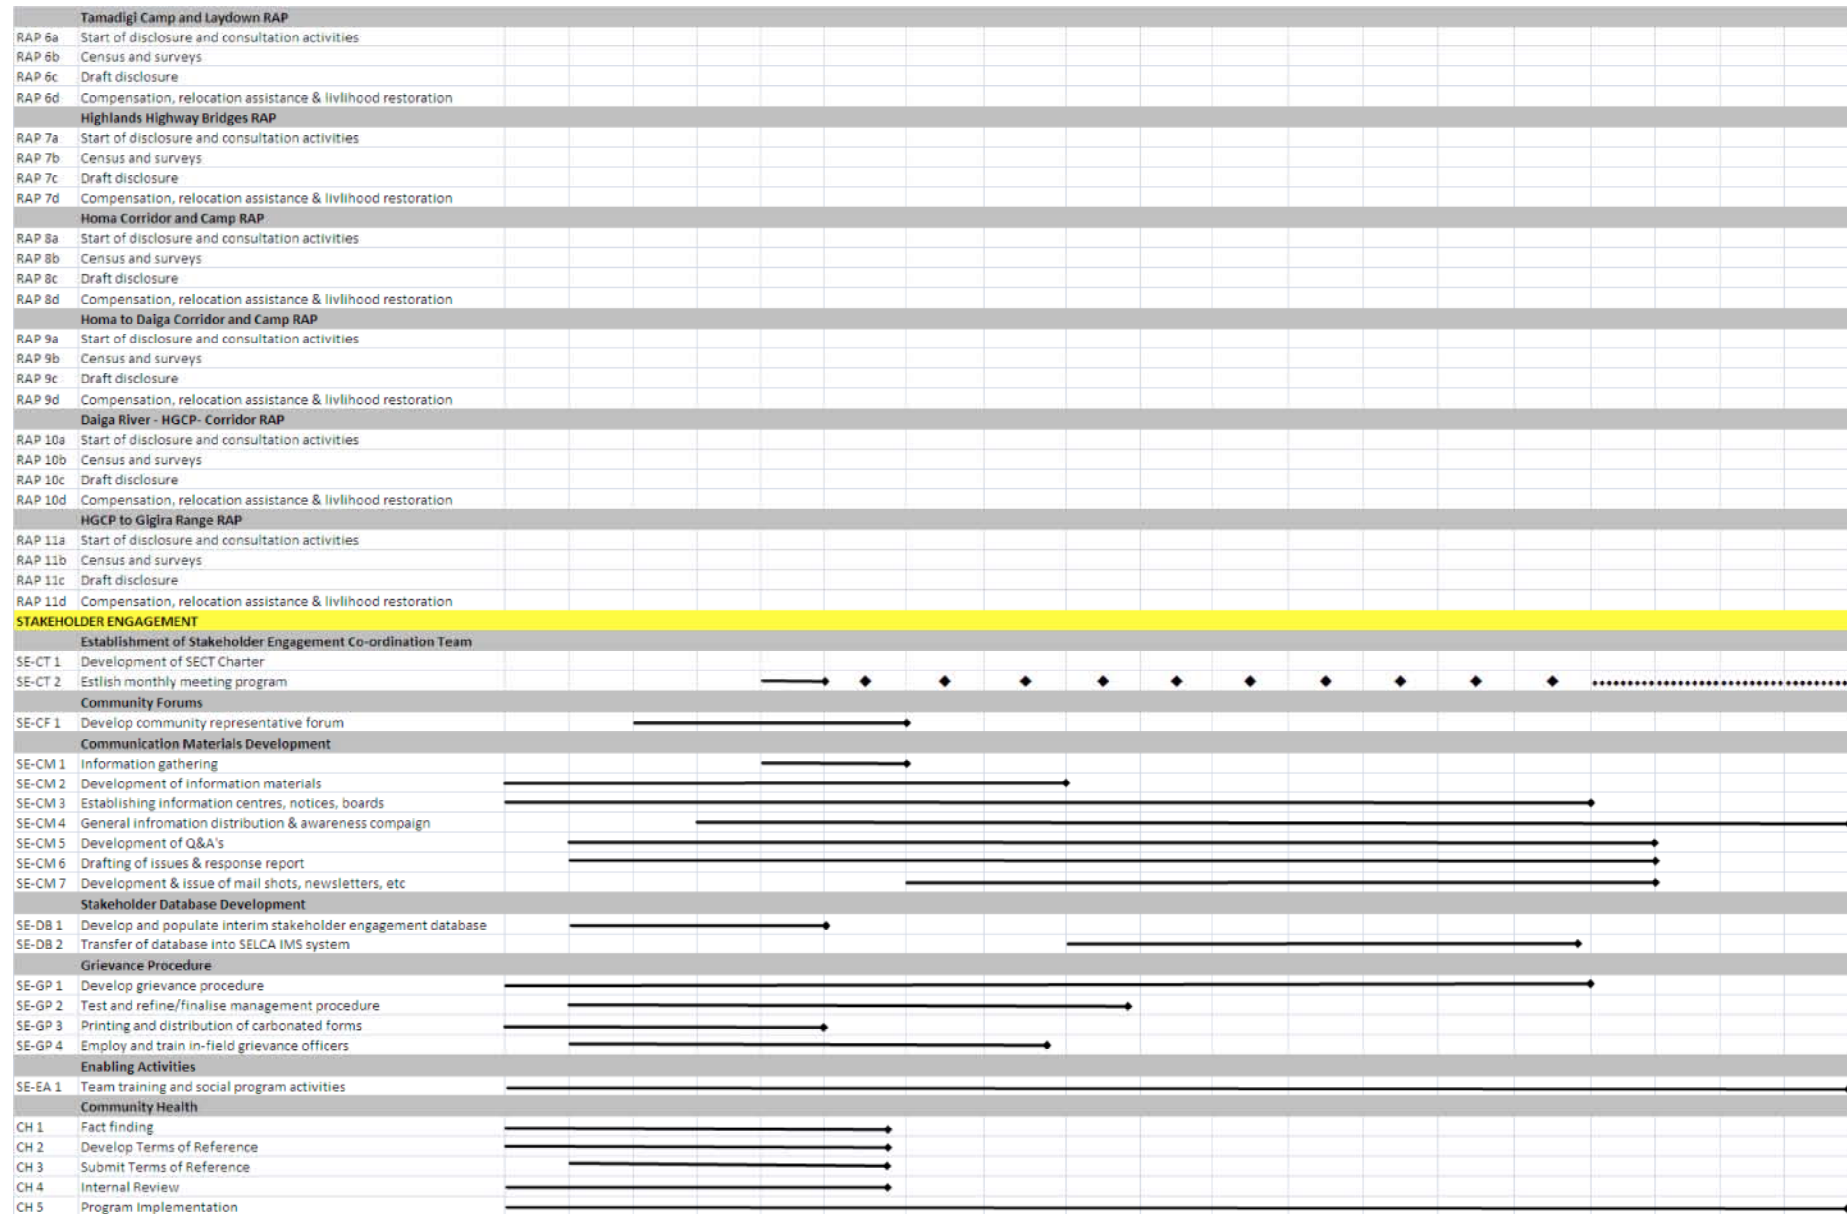 Tamadigi Camp and Laydown RAP
RAP 6a Start of disclosure and consultation activities
RAP 6b Census and surveys
RAP 6c Draft disclosure
RAP 6d Compensation, relocation assistance & livlihood restoration
Highlands Highway Bridges RAP
RAP 7a Start of disclosure and consultation activities
RAP 7b Census and surveys
RAP 7c Draft disclosure
RAP 7d Compensation, relocation assistance & livlihood restoration
Homa Corridor and Camp RAP
RAP 8a Start of disclosure and consultation activities
RAP 8b Census and surveys
RAP 8c Draft disclosure
RAP 8d Compensation, relocation assistance & livlihood restoration
Homa to Daiga Corridor and Camp RAP
RAP 9a Start of disclosure and consultation activities
RAP 9b Census and surveys
RAP 9c Draft disclosure
RAP 9d Compensation, relocation assistance & livlihood restoration
Daiga River - HGCP- Corridor RAP
RAP 10a Start of disclosure and consultation activities
RAP 10b Census and surveys
RAP 10c Draft disclosure
RAP 10d Compensation, relocation assistance & livlihood restoration
HGCP to Gigira Range RAP
RAP 11a Start of disclosure and consultation activities
RAP 11b Census and surveys
RAP 11c Draft disclosure
RAP 11d Compensation, relocation assistance & livlihood restoration
STAKEHOLDER ENGAGEMENT
Establishment of Stakeholder Engagement Co-ordination Team
SE-CT 1 Development of SECT Charter
SE-CT 2 Estlish monthly meeting program
Community Forums
SE-CF 1 Develop community representative forum
Communication Materials Development
SE-CM 1 Information gathering
SE-CM 2 Development of information materials
SE-CM 3 Establishing information centres, notices, boards
SE-CM 4 General infromation distribution & awareness compaign
SE-CM 5 Development of Q&A's
SE-CM 6 Drafting of issues & response report
SE-CM 7 Development & issue of mail shots, newsletters, etc
Stakeholder Database Development
SE-DB 1 Develop and populate interim stakeholder engagement database
SE-DB 2 Transfer of database into SELCA IMS system
Grievance Procedure
SE-GP 1 Develop grievance procedure
SE-GP 2 Test and refine/finalise management procedure
SE-GP 3 Printing and distribution of carbonated forms
SE-GP 4 Employ and train in-field grievance officers
Enabling Activities
SE-EA 1 Team training and social program activities
Community Health
CH 1 Fact finding
CH 2 Develop Terms of Reference
CH 3 Submit Terms of Reference
CH 4 Internal Review
CH 5 Program Implementation